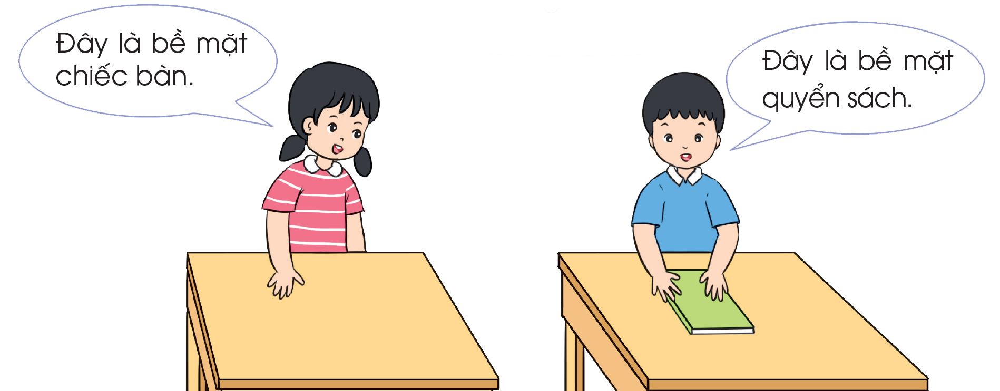 Đây là bề mặt
chiếc bàn.
Đây là bề mặt
quyển sách.